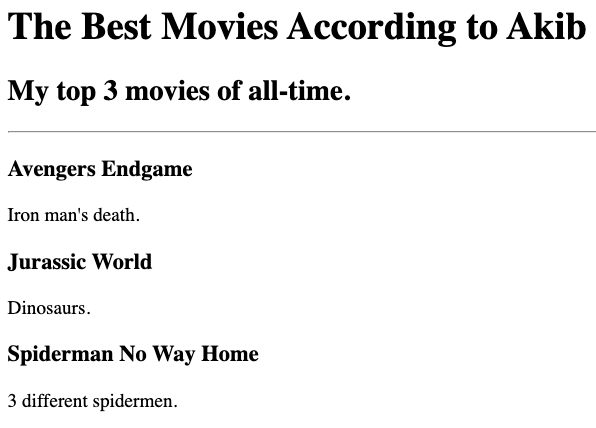 The Best Movies According to Akib
My top 3 movies of all-time.
Avengers Endgame
Iron man's death.
Jurassic World
Dinosaurs.
Spiderman No Way Home
3 different spidermen.